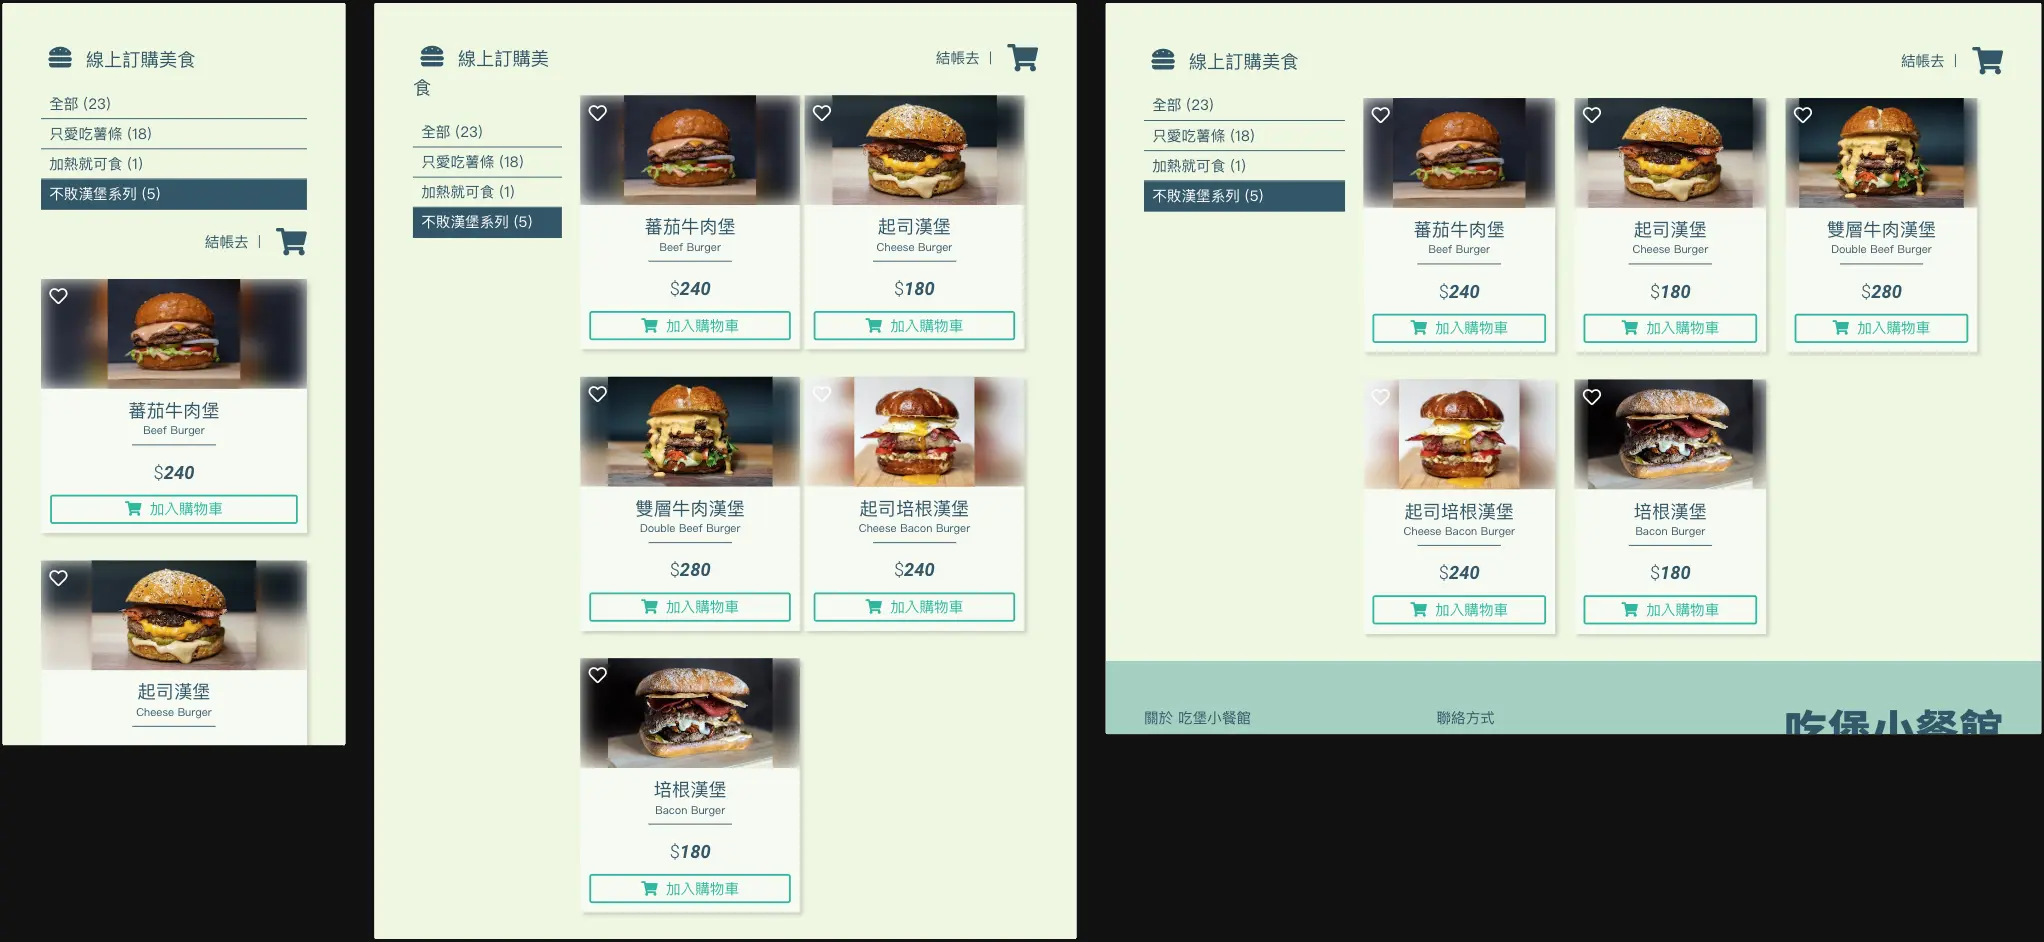 線上訂購美食
全部 (23)
只愛吃薯條 (18)
加熱就可食 (1)
不敗漢堡系列 (5)
結帳去 |
蕃茄牛肉堡
Beef Burger
$240
加入購物車
起司漢堡
Cheese Burger
線上訂購美
食
全部 (23)
只愛吃薯條 (18)
加熱就可食 (1)
不敗漢堡系列 (5)
結帳去 |
蕃茄牛肉堡
Beef Burger
$240
加入購物車
起司漢堡
Cheese Burger
$180
加入購物車
雙層牛肉漢堡
Double Beef Burger
$280
加入購物車
起司培根漢堡
Cheese Bacon Burger
$240
加入購物車
培根漢堡
Bacon Burger
$180
加入購物車
線上訂購美食
全部 (23)
只愛吃薯條 (18)
加熱就可食 (1)
不敗漢堡系列 (5)
結帳去 |
蕃茄牛肉堡
Beef Burger
$240
加入購物車
起司漢堡
Cheese Burger
$180
加入購物車
雙層牛肉漢堡
Double Beef Burger
$280
加入購物車
起司培根漢堡
Cheese Bacon Burger
$240
加入購物車
培根漢堡
Bacon Burger
$180
加入購物車
關於 吃堡小餐館
聯絡方式
吃堡小餐館